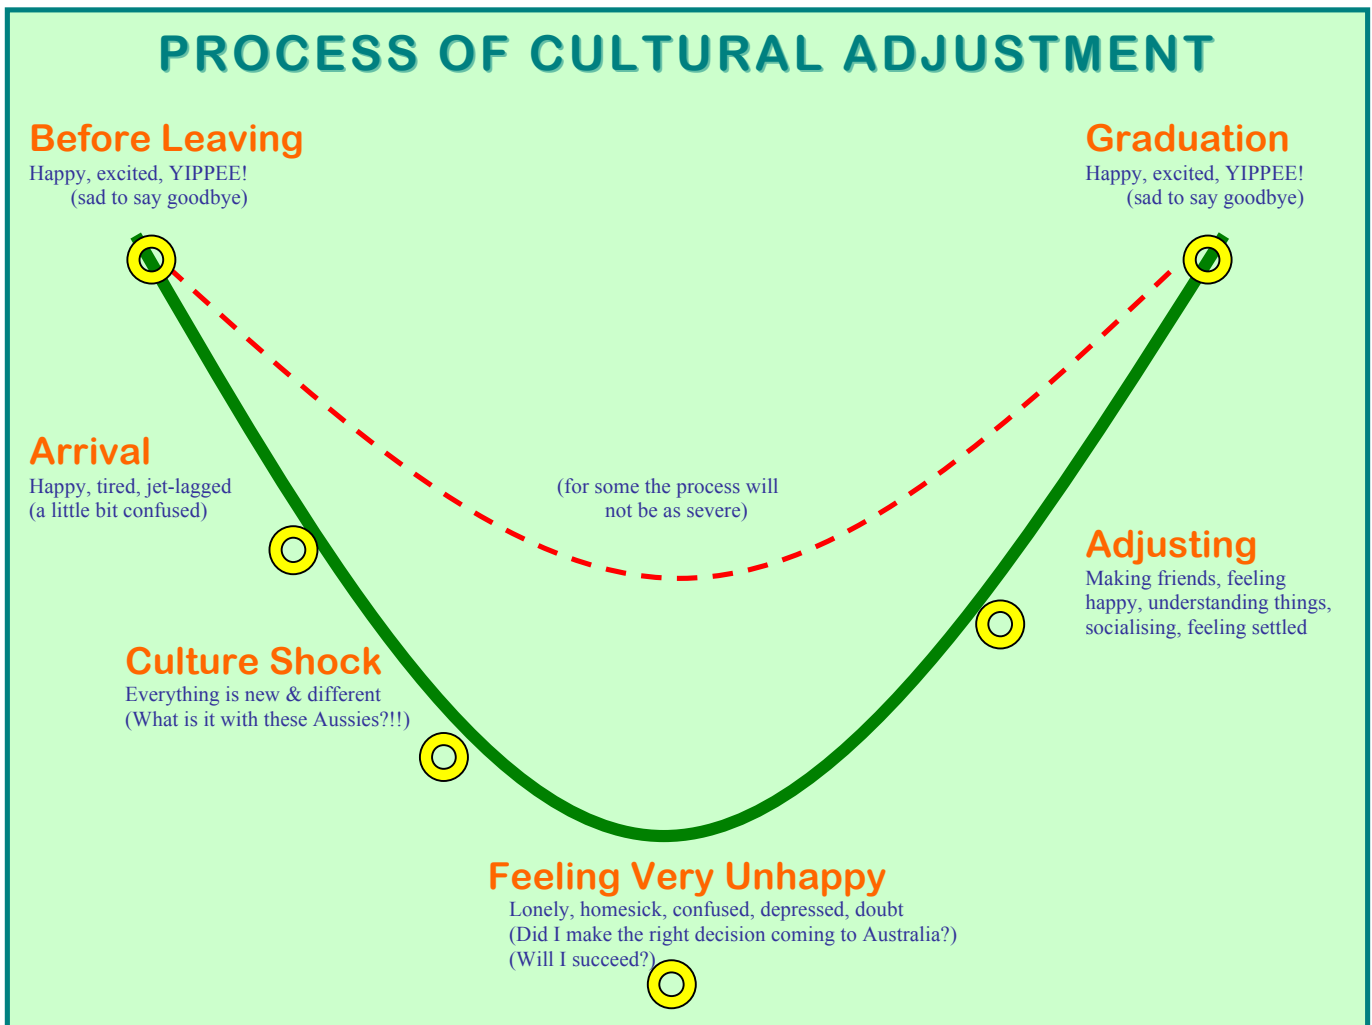 PROCESS OF CULTURAL ADJUSTMENT
Before Leaving
Happy, excited, YIPPEE!
(sad to say goodbye)
Graduation
Happy, excited, YIPPEE!
(sad to say goodbye)
Arrival
Happy, tired, jet-lagged
(a little bit confused)
(for some the process will
not be as severe)
Adjusting
Making friends, feeling
happy, understanding things,
socialising, feeling settled
Culture Shock
Everything is new & different
(What is it with these Aussies?!!)
Feeling Very Unhappy
Lonely, homesick, confused, depressed, doubt
(Did I make the right decision coming to Australia?)
(Will I succeed?)